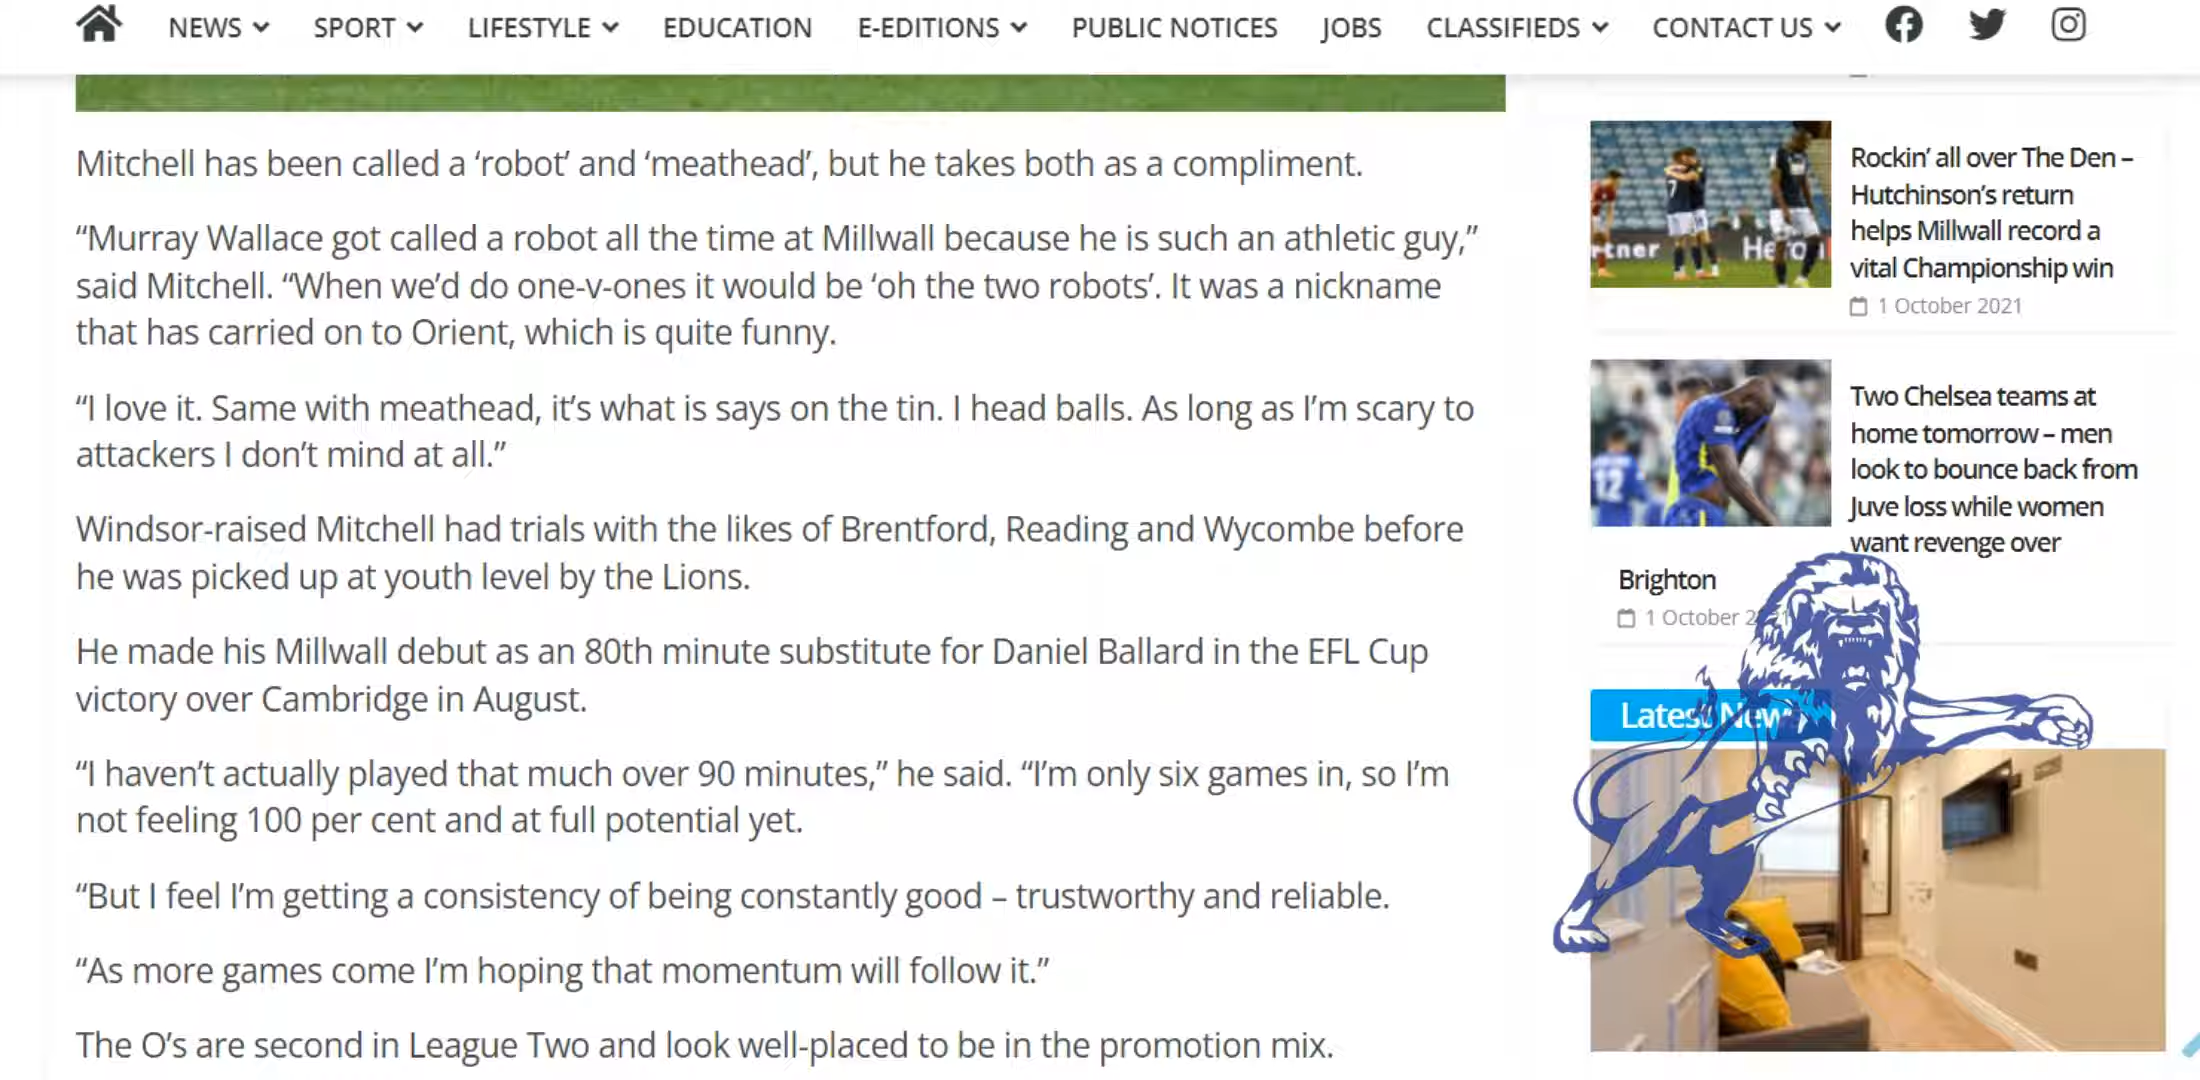 NEWS SPORT LIFESTYLE EDUCATION E-EDITIONS PUBLIC NOTICES JOBS CLASSIFIEDS CONTACT US
Mitchell has been called a ‘robot’ and ‘meathead’, but he takes both as a compliment.
“Murray Wallace got called a robot all the time at Millwall because he is such an athletic guy,”
said Mitchell. “When we’d do one-v-ones it would be ‘oh the two robots’. It was a nickname
that has carried on to Orient, which is quite funny.
“I love it. Same with meathead, it’s what is says on the tin. I head balls. As long as I’m scary to
attackers I don’t mind at all.”
Windsor-raised Mitchell had trials with the likes of Brentford, Reading and Wycombe before
he was picked up at youth level by the Lions.
He made his Millwall debut as an 80th minute substitute for Daniel Ballard in the EFL Cup
victory over Cambridge in August.
“I haven’t actually played that much over 90 minutes,” he said. “I’m only six games in, so I’m
not feeling 100 per cent and at full potential yet.
“But I feel I’m getting a consistency of being constantly good – trustworthy and reliable.
“As more games come I’m hoping that momentum will follow it.”
The O’s are second in League Two and look well-placed to be in the promotion mix.
Rockin’ all over The Den –
Hutchinson’s return
helps Millwall record a
vital Championship win
1 October 2021
Two Chelsea teams at
home tomorrow – men
look to bounce back from
Juve loss while women
want revenge over
Brighton
1 October 2021
Latest News
12
7